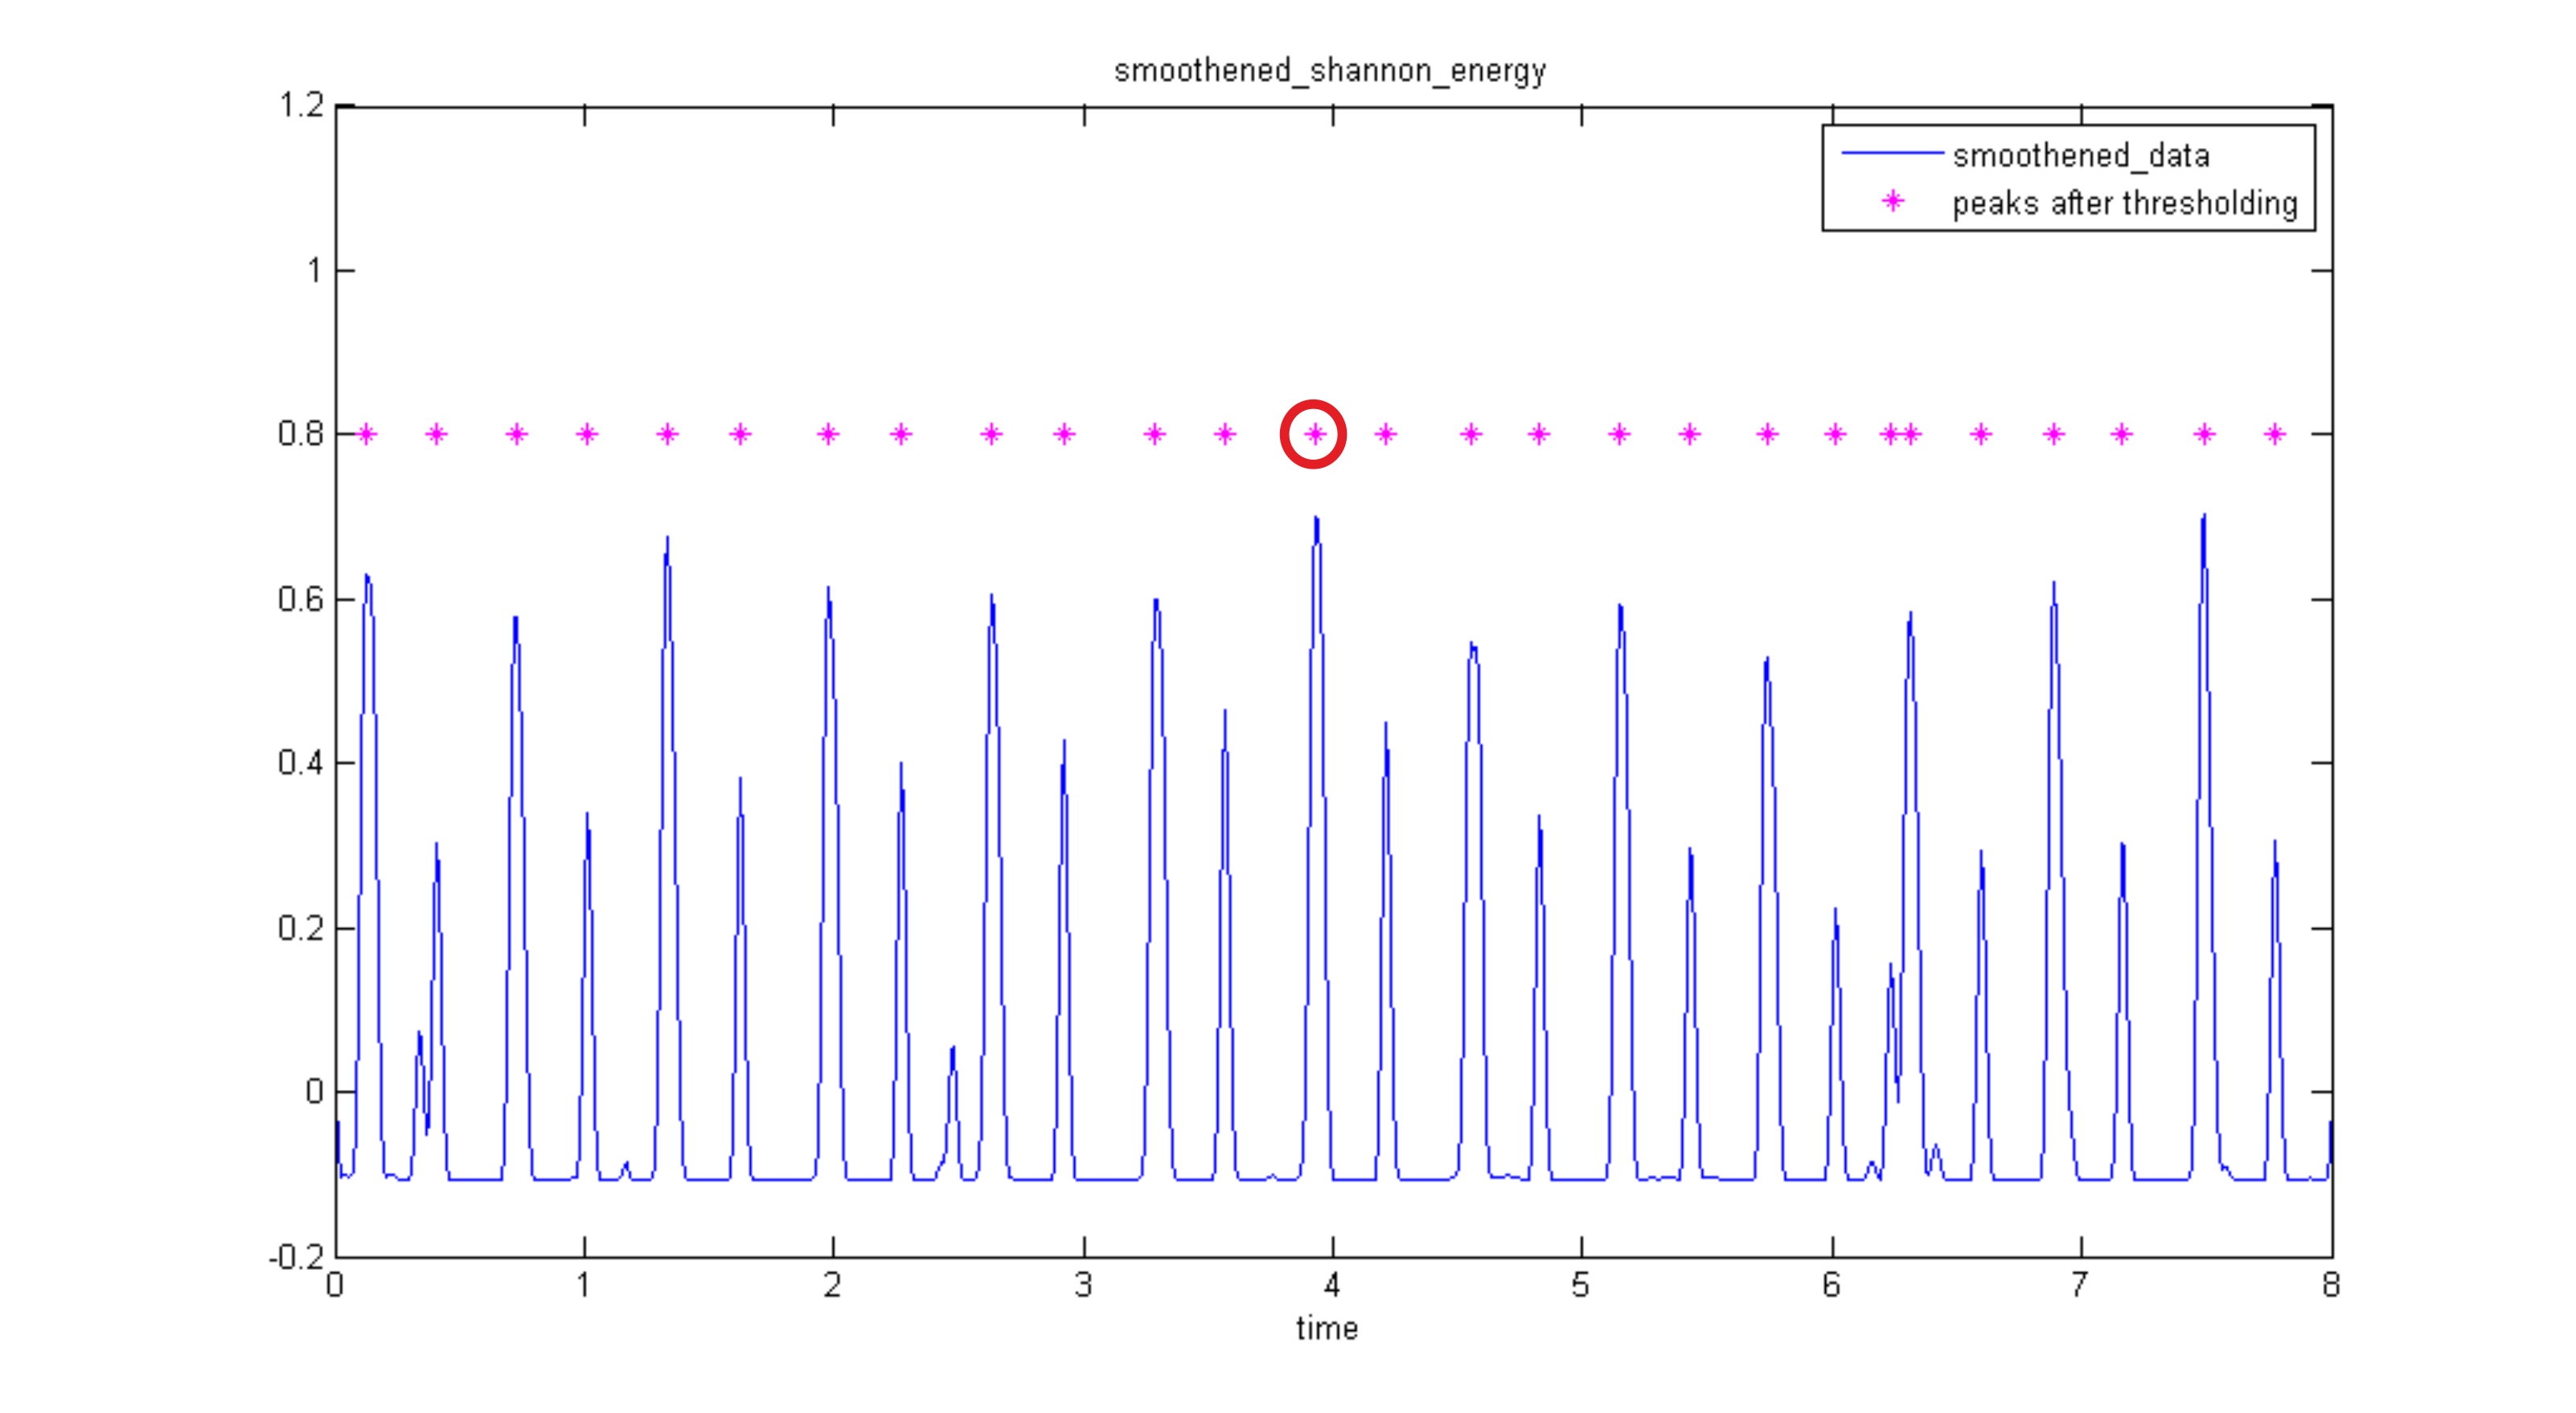 smoothened_shannon_energy
1.2
smoothened_data
peaks after thresholding
1
0.8
0.6
0.4
0.2
0
-0.2
0 1 2 3 4 5 6 7 8
time